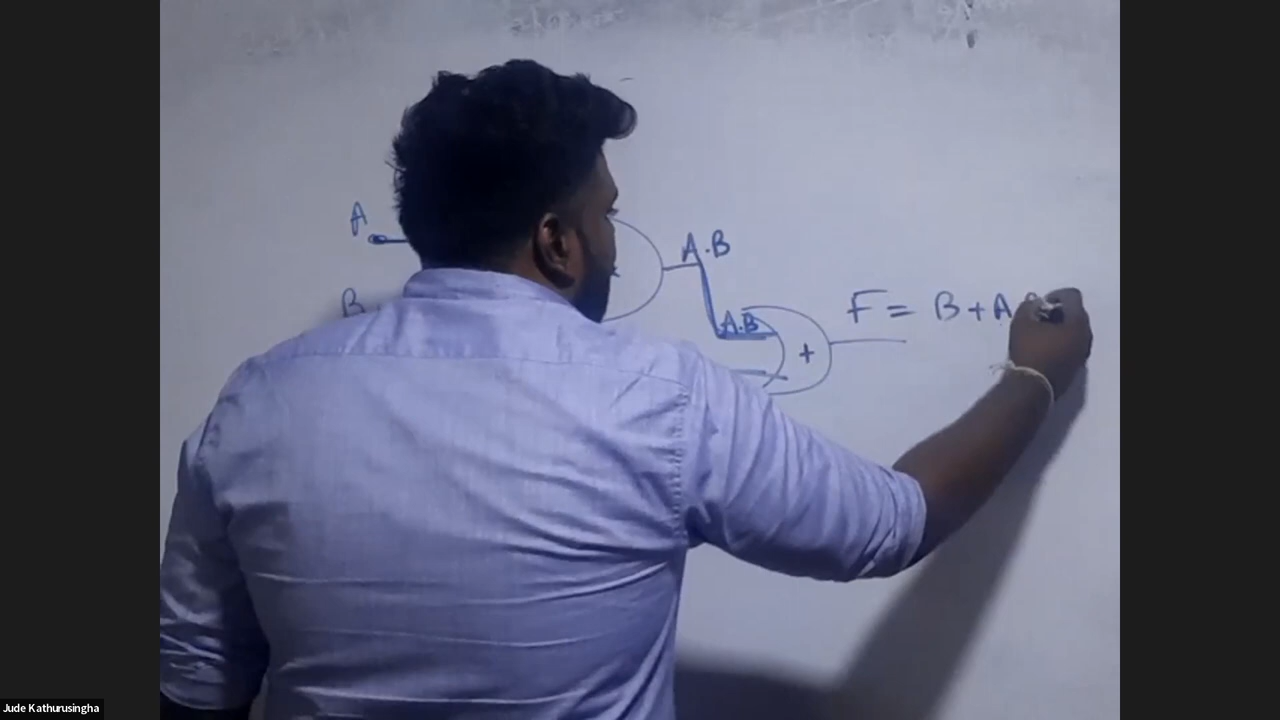 A
A.B
B
A.B
F = B + A
+
Jude Kathurusingha